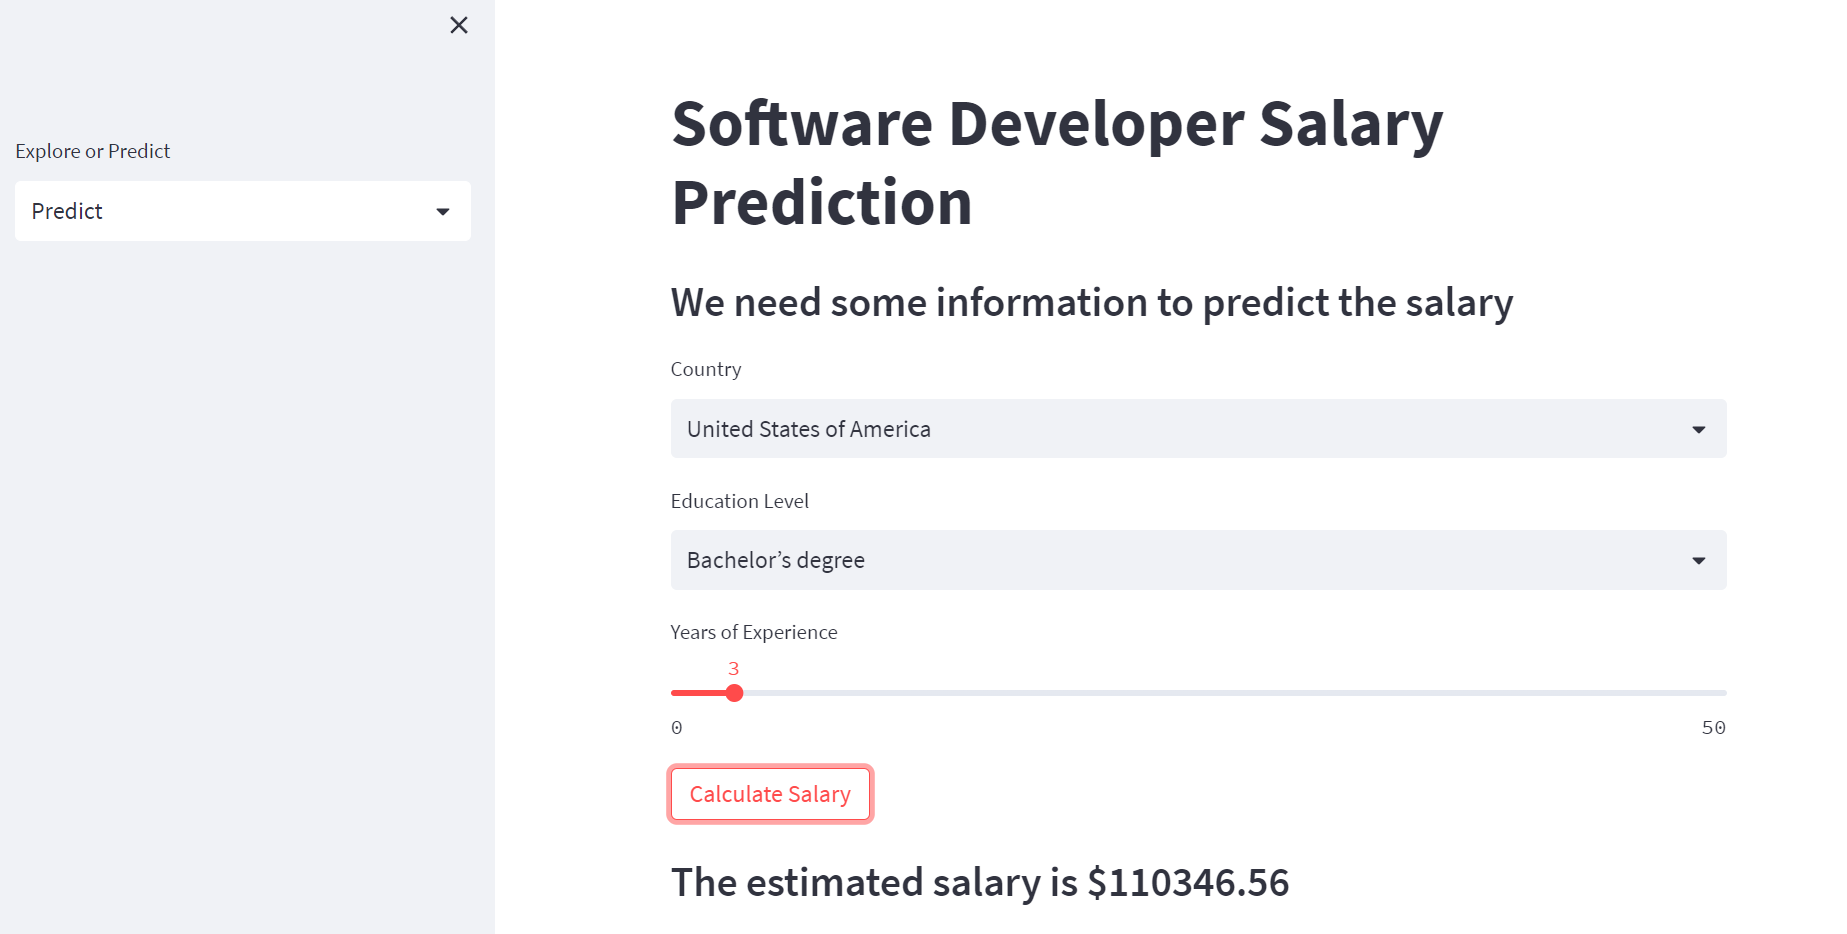 Explore or Predict
Predict
Software Developer Salary
Prediction
We need some information to predict the salary
Country
United States of America
Education Level
Bachelor’s degree
Years of Experience
3
0 50
Calculate Salary
The estimated salary is $110346.56